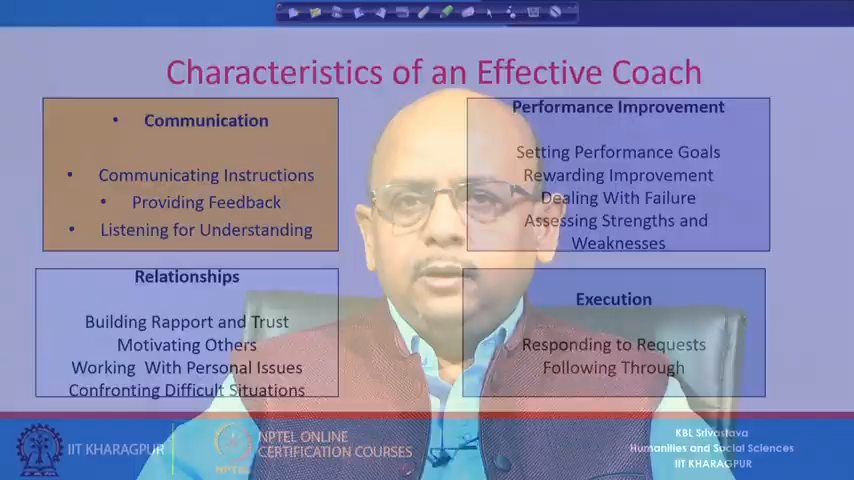 Characteristics of an Effective Coach
• Communication
• Communicating Instructions
• Providing Feedback
• Listening for Understanding
Performance Improvement
Setting Performance Goals
Rewarding Improvement
Dealing With Failure
Assessing Strengths and
Weaknesses
Relationships
Building Rapport and Trust
Motivating Others
Working With Personal Issues
Confronting Difficult Situations
Execution
Responding to Requests
Following Through
IIT KHARAGPUR
NPTEL
NPTEL ONLINE
CERTIFICATION COURSES
KBL Srivastava
Humanities and Social Sciences
IIT KHARAGPUR